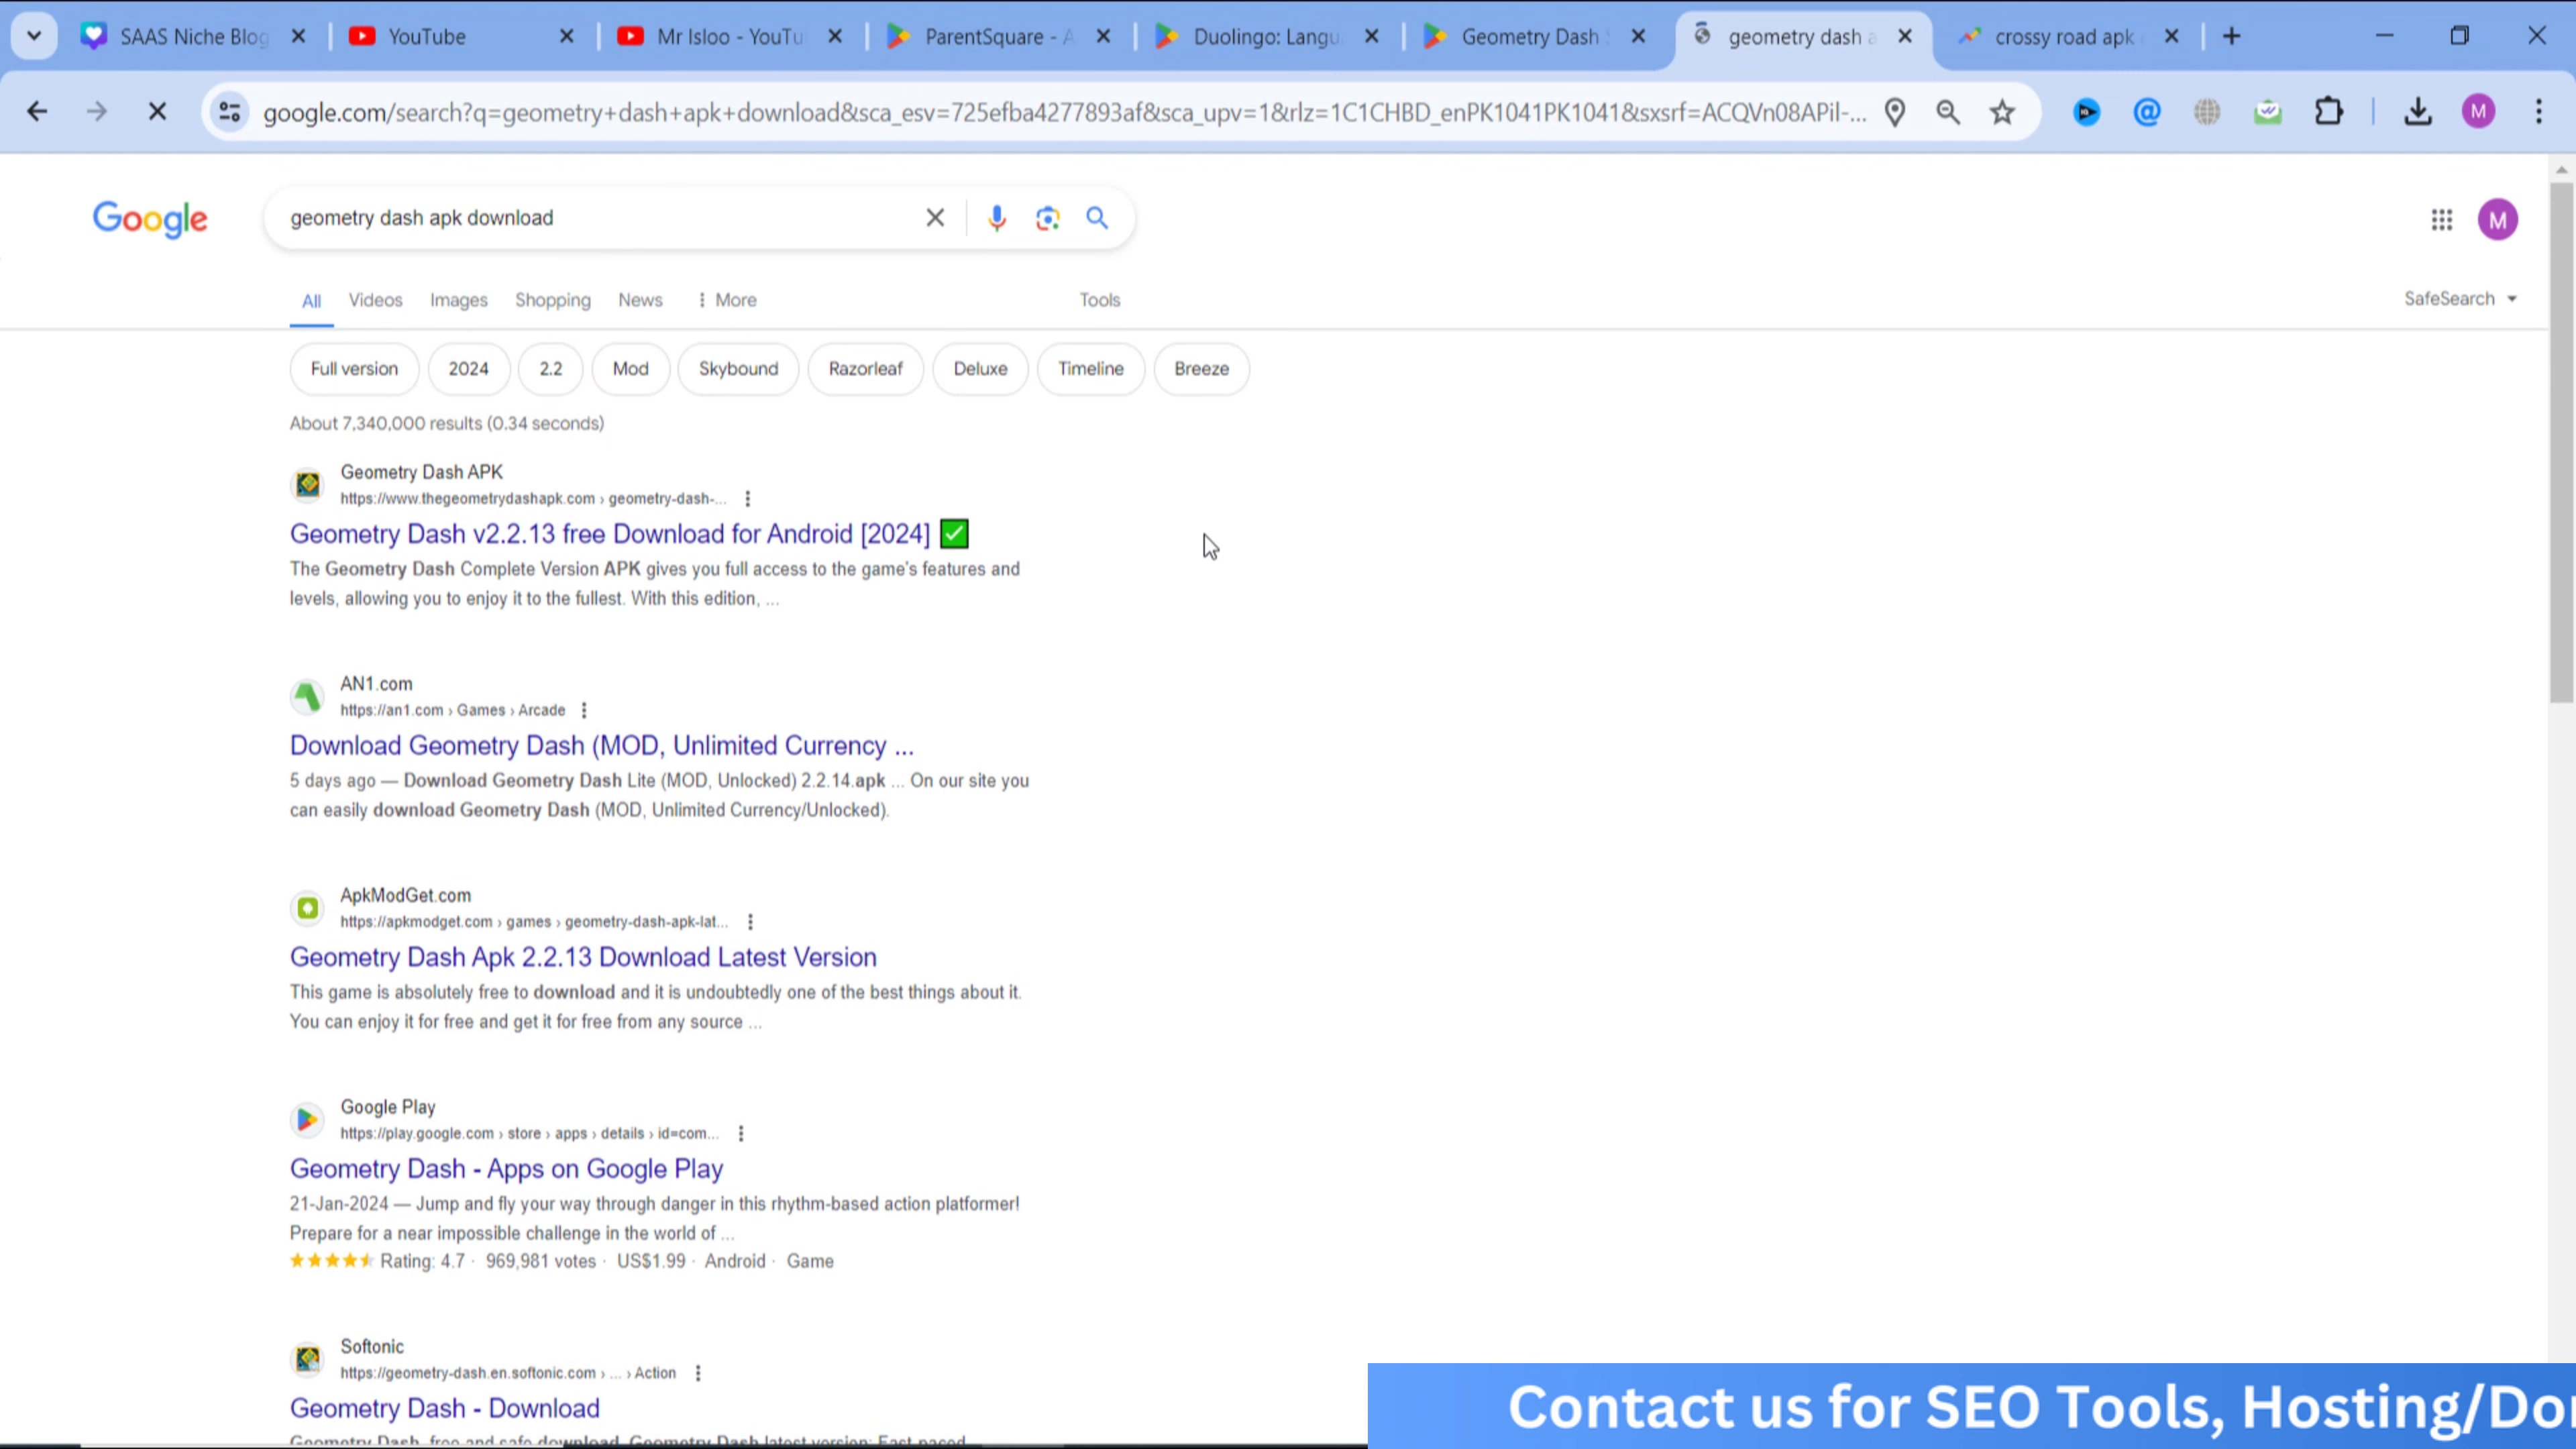 SAAS Niche Blog
YouTube
Mr Isloo - YouTu
ParentSquare - A
Duolingo: Langu
Geometry Dash
geometry dash a
crossy road apk
google.com/search?q=geometry+dash+apk+download&sca_esv=725efba4277893af&sca_upv=1&rlz=1C1CHBD_enPK1041PK1041&sxsrf=ACQVn08APil-...
M
Google
geometry dash apk download
M
All
Videos
Images
Shopping
News
More
Tools
SafeSearch
Full version
2024
2.2
Mod
Skybound
Razorleaf
Deluxe
Timeline
Breeze
About 7,340,000 results (0.34 seconds)
Geometry Dash APK
https://www.thegeometrydashapk.com › geometry-dash-...
Geometry Dash v2.2.13 free Download for Android [2024] ✅
The Geometry Dash Complete Version APK gives you full access to the game's features and
levels, allowing you to enjoy it to the fullest. With this edition, ...
AN1.com
https://an1.com › Games › Arcade
Download Geometry Dash (MOD, Unlimited Currency ...
5 days ago — Download Geometry Dash Lite (MOD, Unlocked) 2.2.14.apk ... On our site you
can easily download Geometry Dash (MOD, Unlimited Currency/Unlocked).
ApkModGet.com
https://apkmodget.com › games › geometry-dash-apk-lat...
Geometry Dash Apk 2.2.13 Download Latest Version
This game is absolutely free to download and it is undoubtedly one of the best things about it.
You can enjoy it for free and get it for free from any source ...
Google Play
https://play.google.com › store › apps › details › id=com...
Geometry Dash - Apps on Google Play
21-Jan-2024 — Jump and fly your way through danger in this rhythm-based action platformer!
Prepare for a near impossible challenge in the world of ...
Rating: 4.7 · 969,981 votes · US$1.99 · Android · Game
Softonic
https://geometry-dash.en.softonic.com › ... › Action
Geometry Dash - Download
Geometry Dash, free and safe download. Geometry Dash latest version: Fast-paced
Contact us for SEO Tools, Hosting/Do